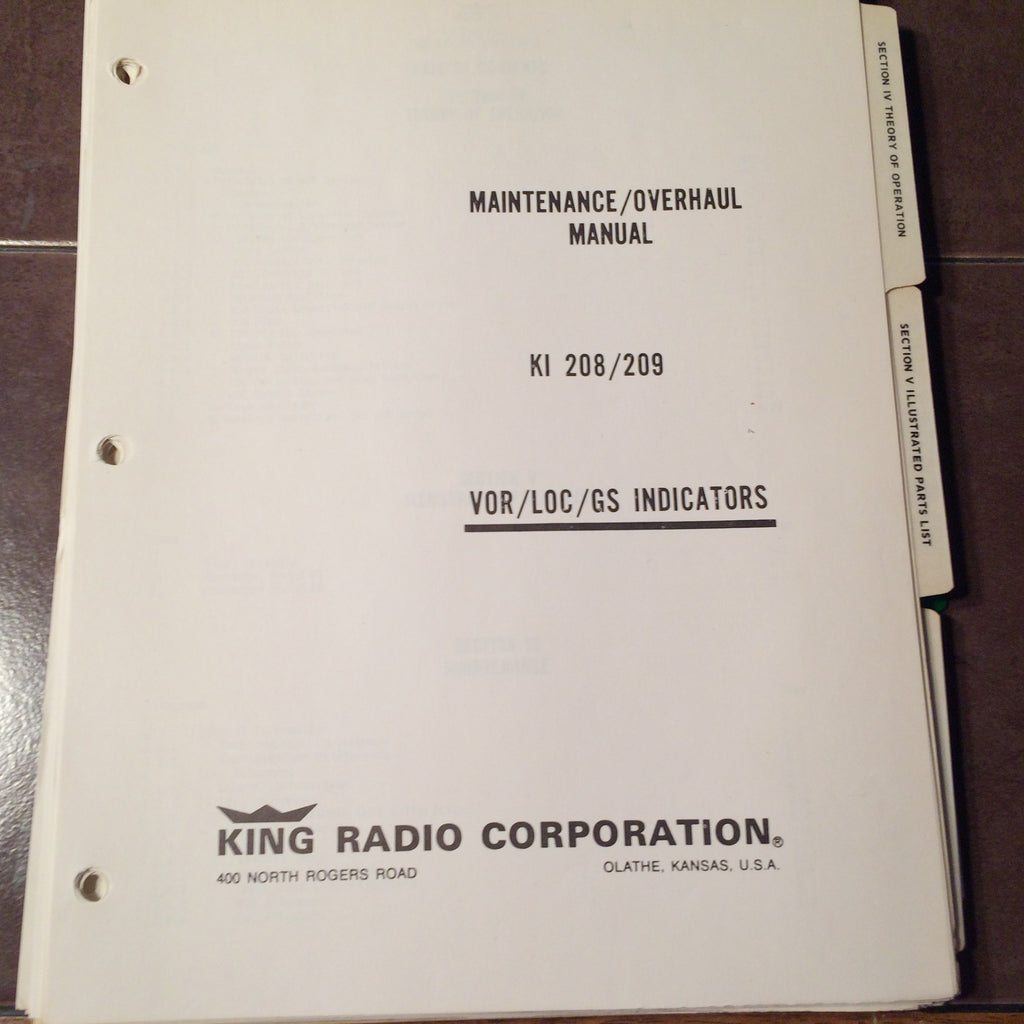 MAINTENANCE/OVERHAUL
MANUAL
KI 208/209
VOR/LOC/GS INDICATORS
KING RADIO CORPORATION®
400 NORTH ROGERS ROAD
OLATHE, KANSAS, U.S.A.
SECTION IV THEORY OF OPERATION
SECTION V ILLUSTRATED PARTS LIST